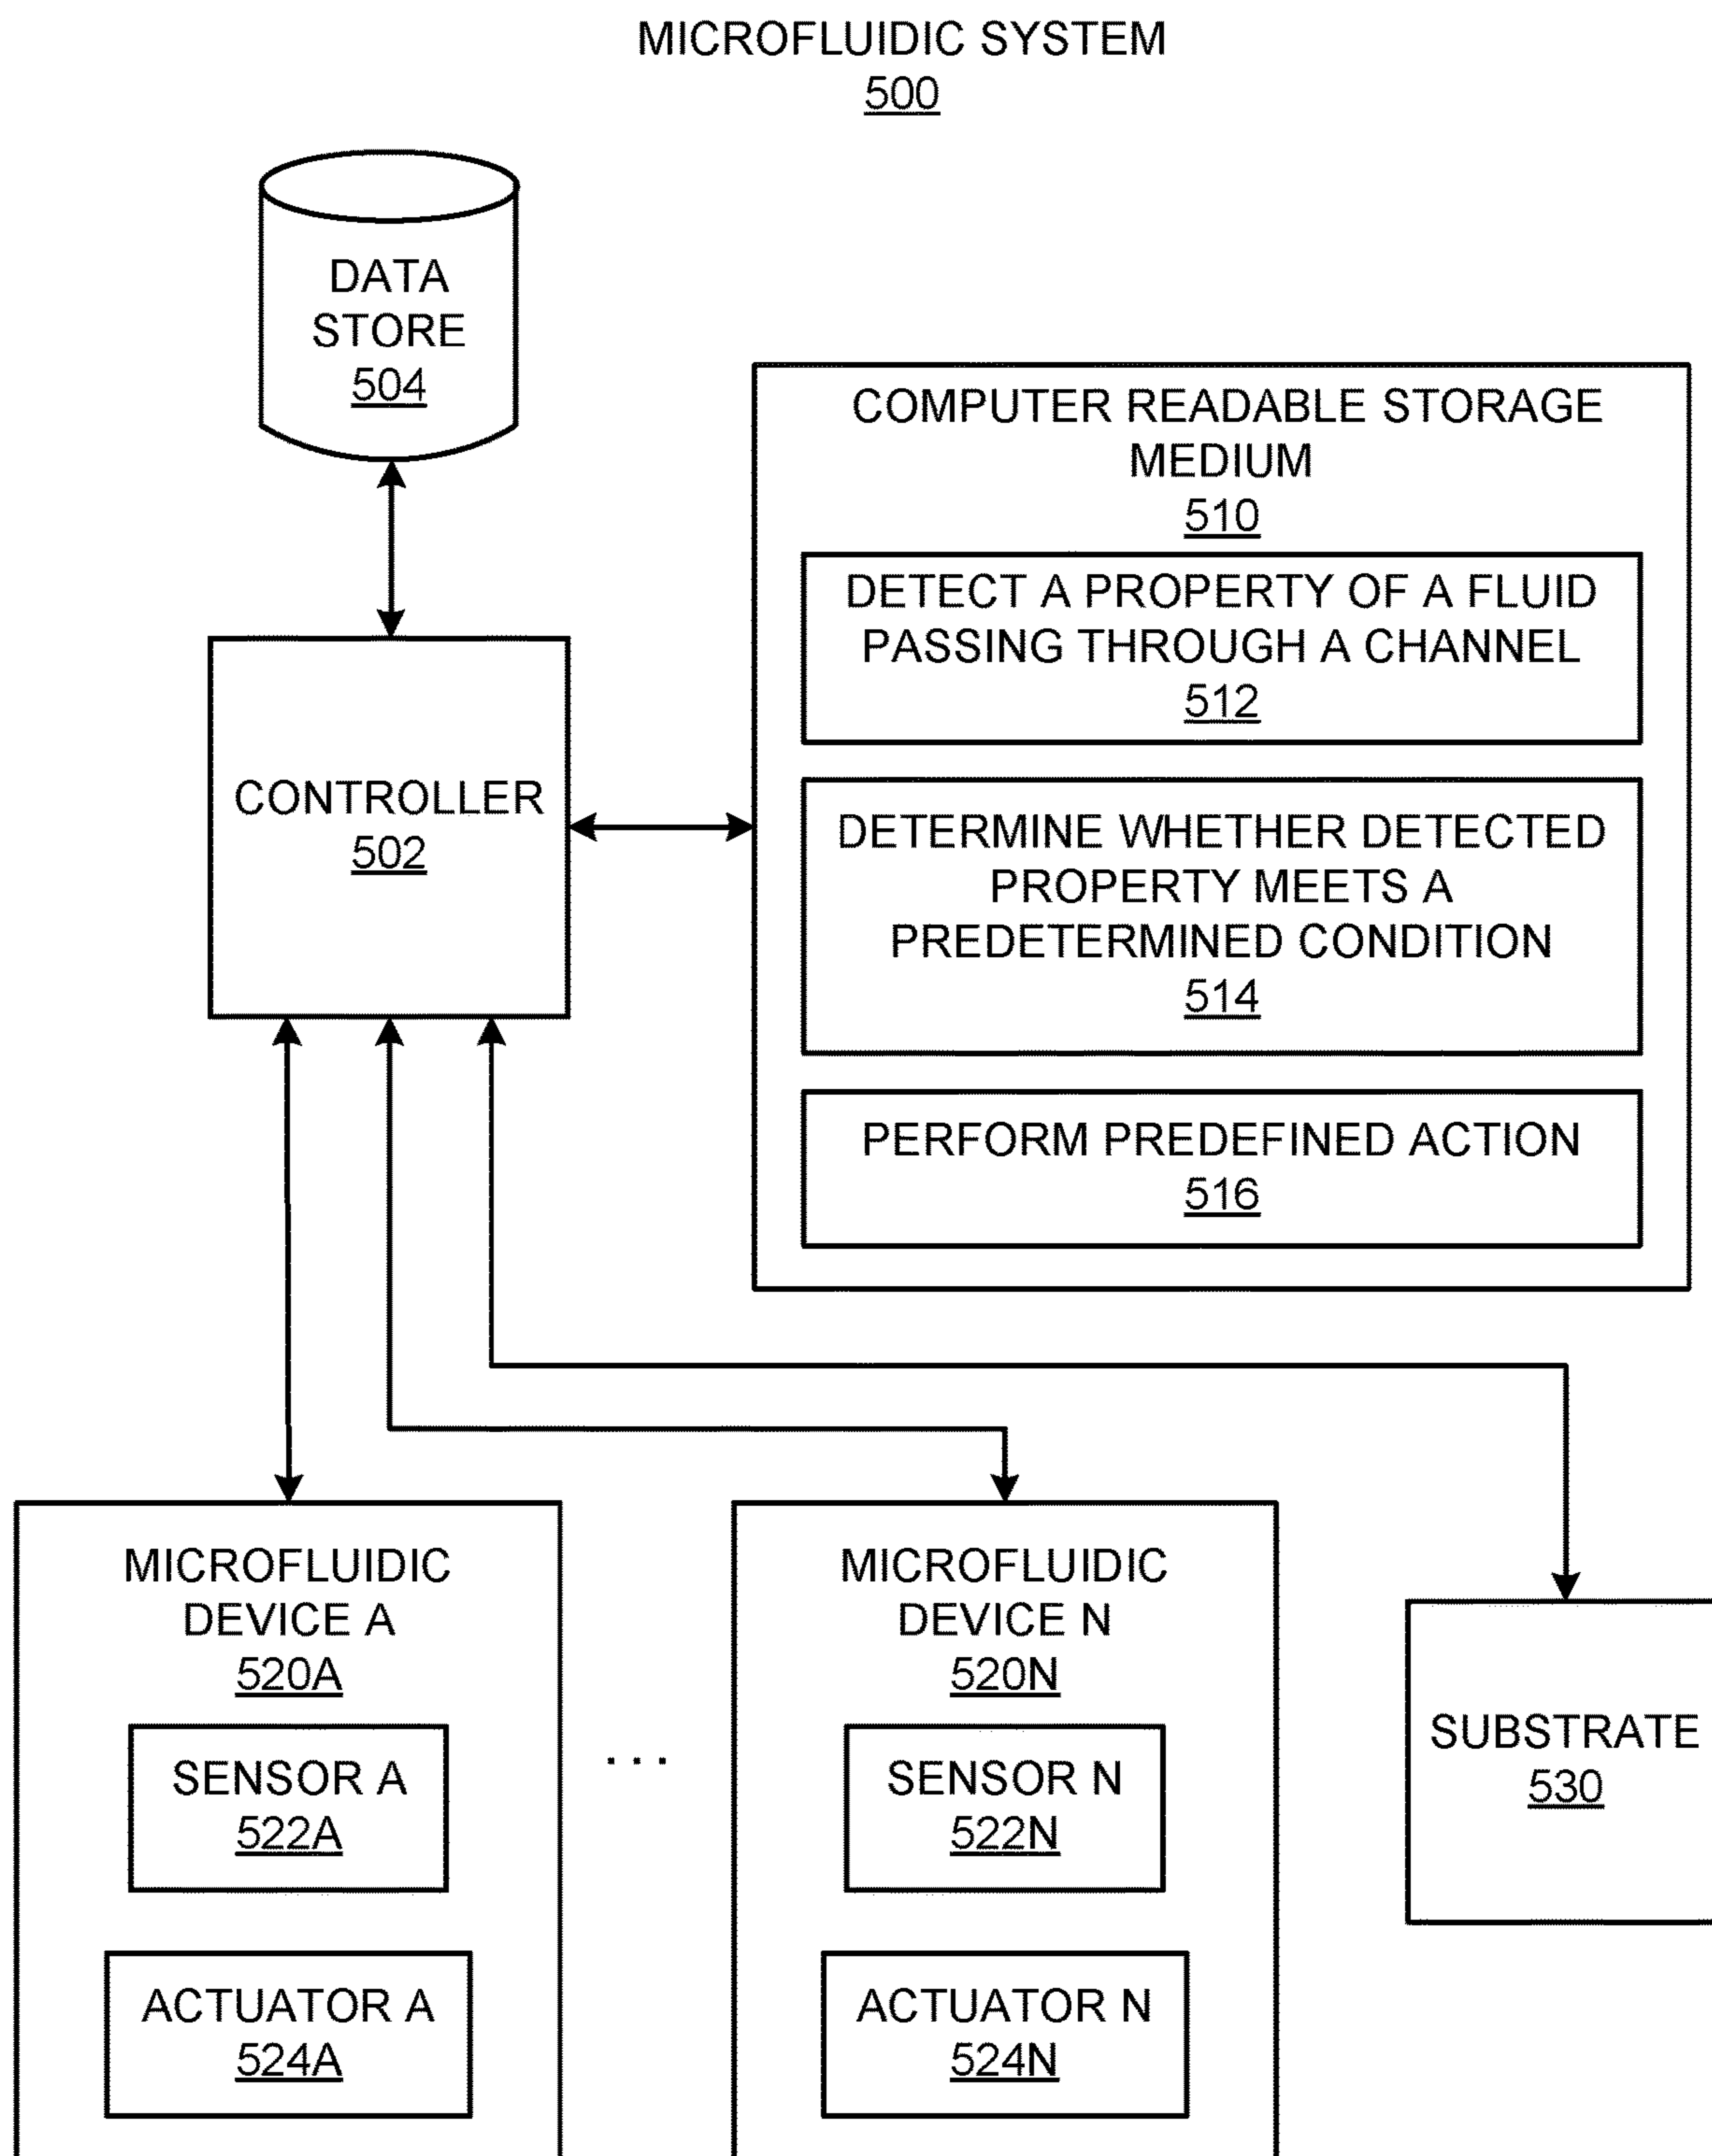 MICROFLUIDIC SYSTEM
500
DATA
STORE
504
COMPUTER READABLE STORAGE
MEDIUM
510
DETECT A PROPERTY OF A FLUID
PASSING THROUGH A CHANNEL
512
CONTROLLER
502
DETERMINE WHETHER DETECTED
PROPERTY MEETS A
PREDETERMINED CONDITION
514
PERFORM PREDEFINED ACTION
516
MICROFLUIDIC
DEVICE A
520A
SENSOR A
522A
ACTUATOR A
524A
...
MICROFLUIDIC
DEVICE N
520N
SENSOR N
522N
ACTUATOR N
524N
SUBSTRATE
530